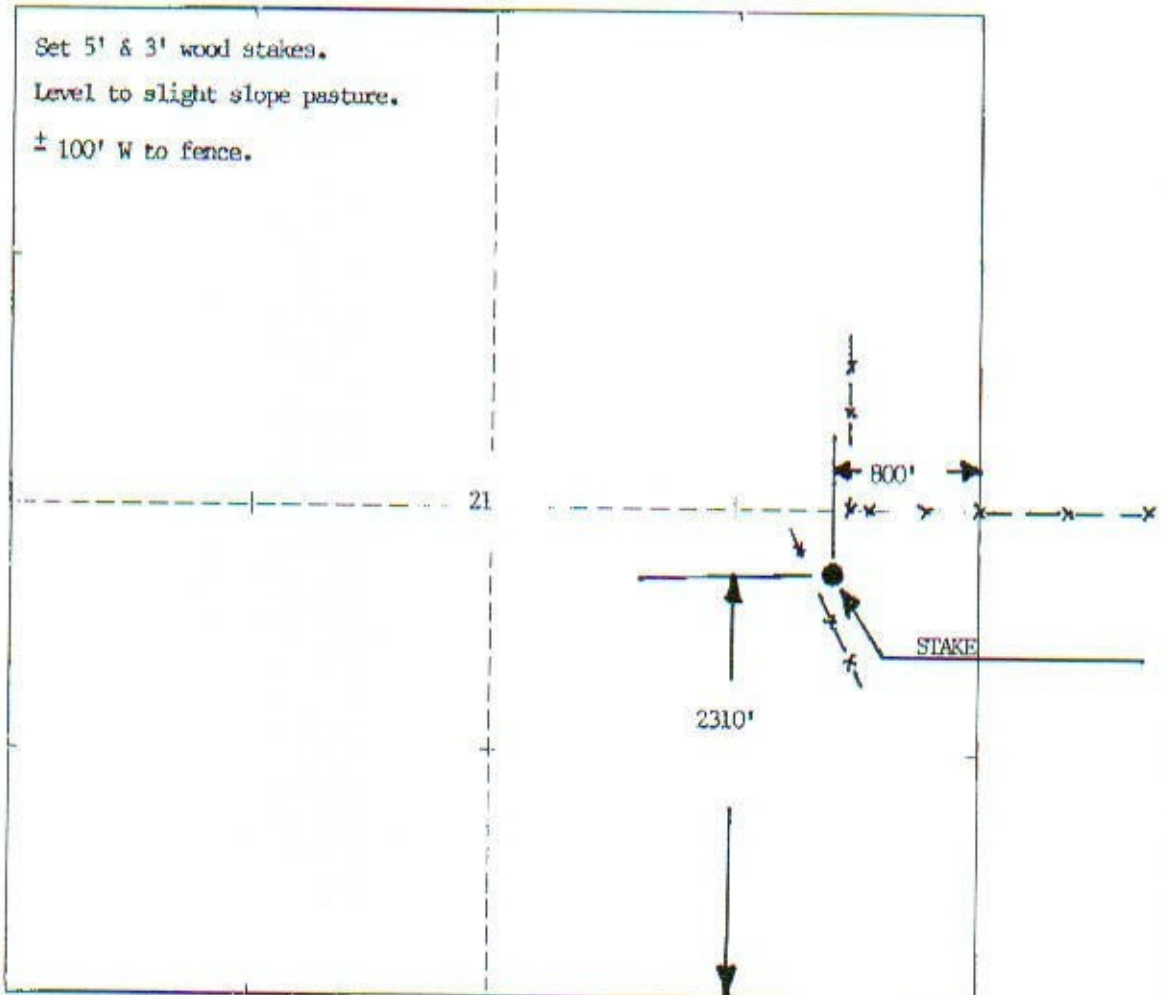 Set 5' & 3' wood stakes.
Level to slight slope pasture.
± 100' W to fence.
800'
21
STAKE
2310'